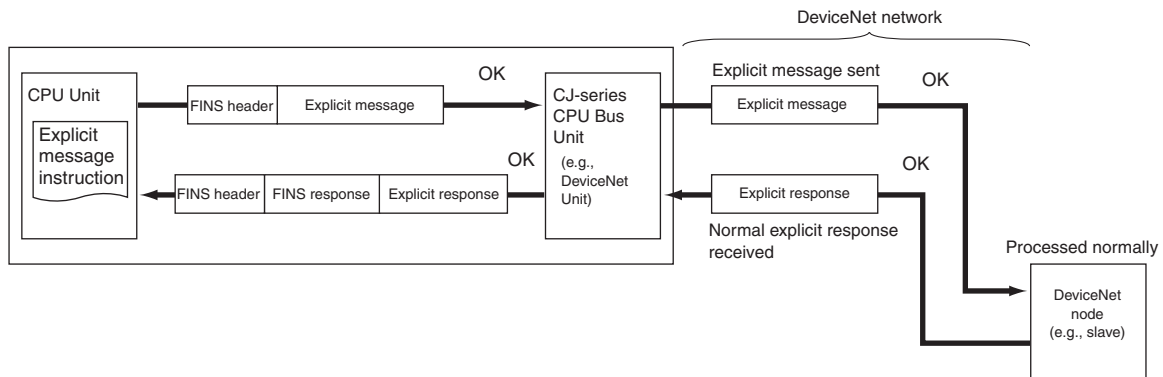 DeviceNet network
CPU Unit
Explicit
message
instruction
FINS header
Explicit message
OK
CJ-series
CPU Bus
Unit
(e.g.,
DeviceNet
Unit)
Explicit message sent
Explicit message
OK
FINS header
FINS response
Explicit response
OK
Explicit response
OK
Normal explicit response
received
Processed normally
DeviceNet
node
(e.g., slave)